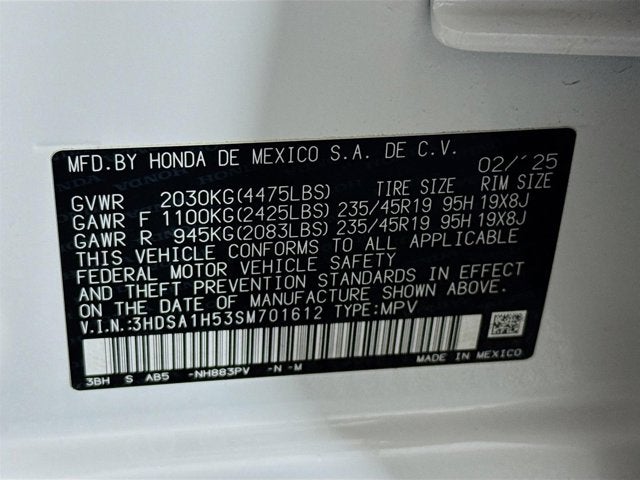 MFD.BY HONDA DE MEXICO S.A. DE C.V. 02/'25
GVWR 2030KG(4475LBS) TIRE SIZE RIM SIZE
GAWR F 1100KG(2425LBS) 235/45R19 95H 19X8J
GAWR R 945KG(2083LBS) 235/45R19 95H 19X8J
THIS VEHICLE CONFORMS TO ALL APPLICABLE
FEDERAL MOTOR VEHICLE SAFETY
AND THEFT PREVENTION STANDARDS IN EFFECT
ON THE DATE OF MANUFACTURE SHOWN ABOVE.
V.I.N.:3HDSA1H53SM701612 TYPE:MPV
3BH S AB5 -NH883PV -N -M MADE IN MEXICO